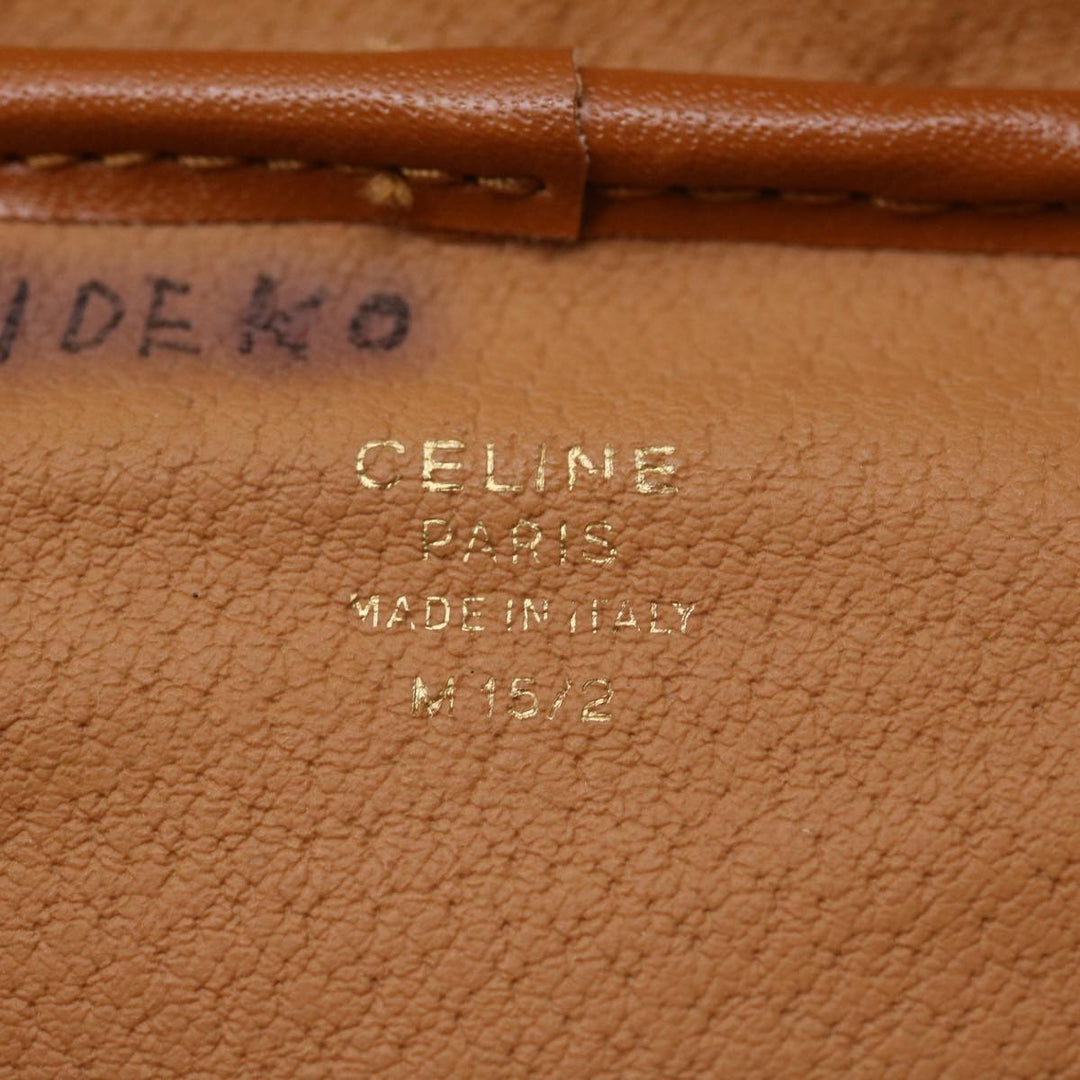 IDEKO
CELINE
PARIS
MADE IN ITALY
M 15/2